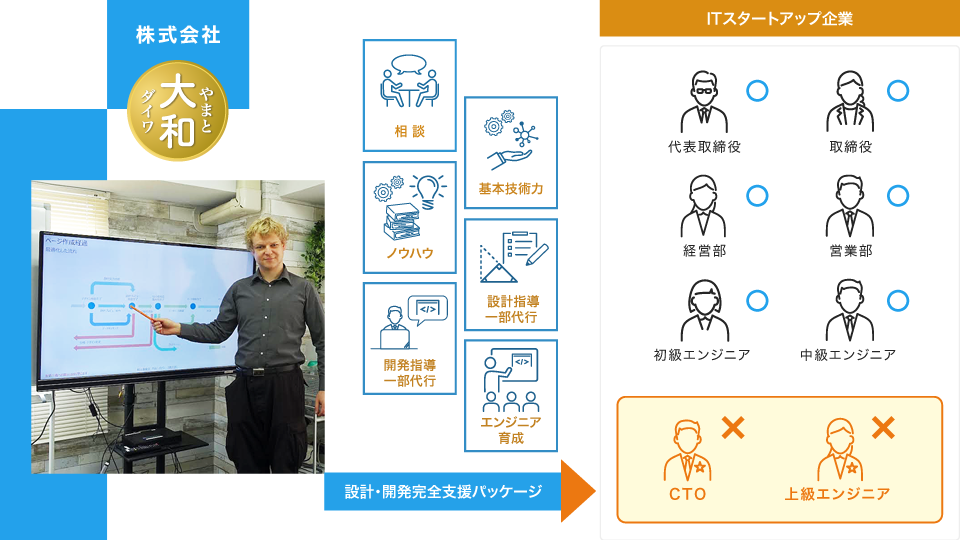 株式会社
大和
やまと
ダイワ
ページ作成経過
相談
基本技術力
ノウハウ
設計指導
一部代行
開発指導
一部代行
エンジニア
育成
設計・開発完全支援パッケージ
ITスタートアップ企業
代表取締役
取締役
経営部
営業部
初級エンジニア
中級エンジニア
CTO
上級エンジニア